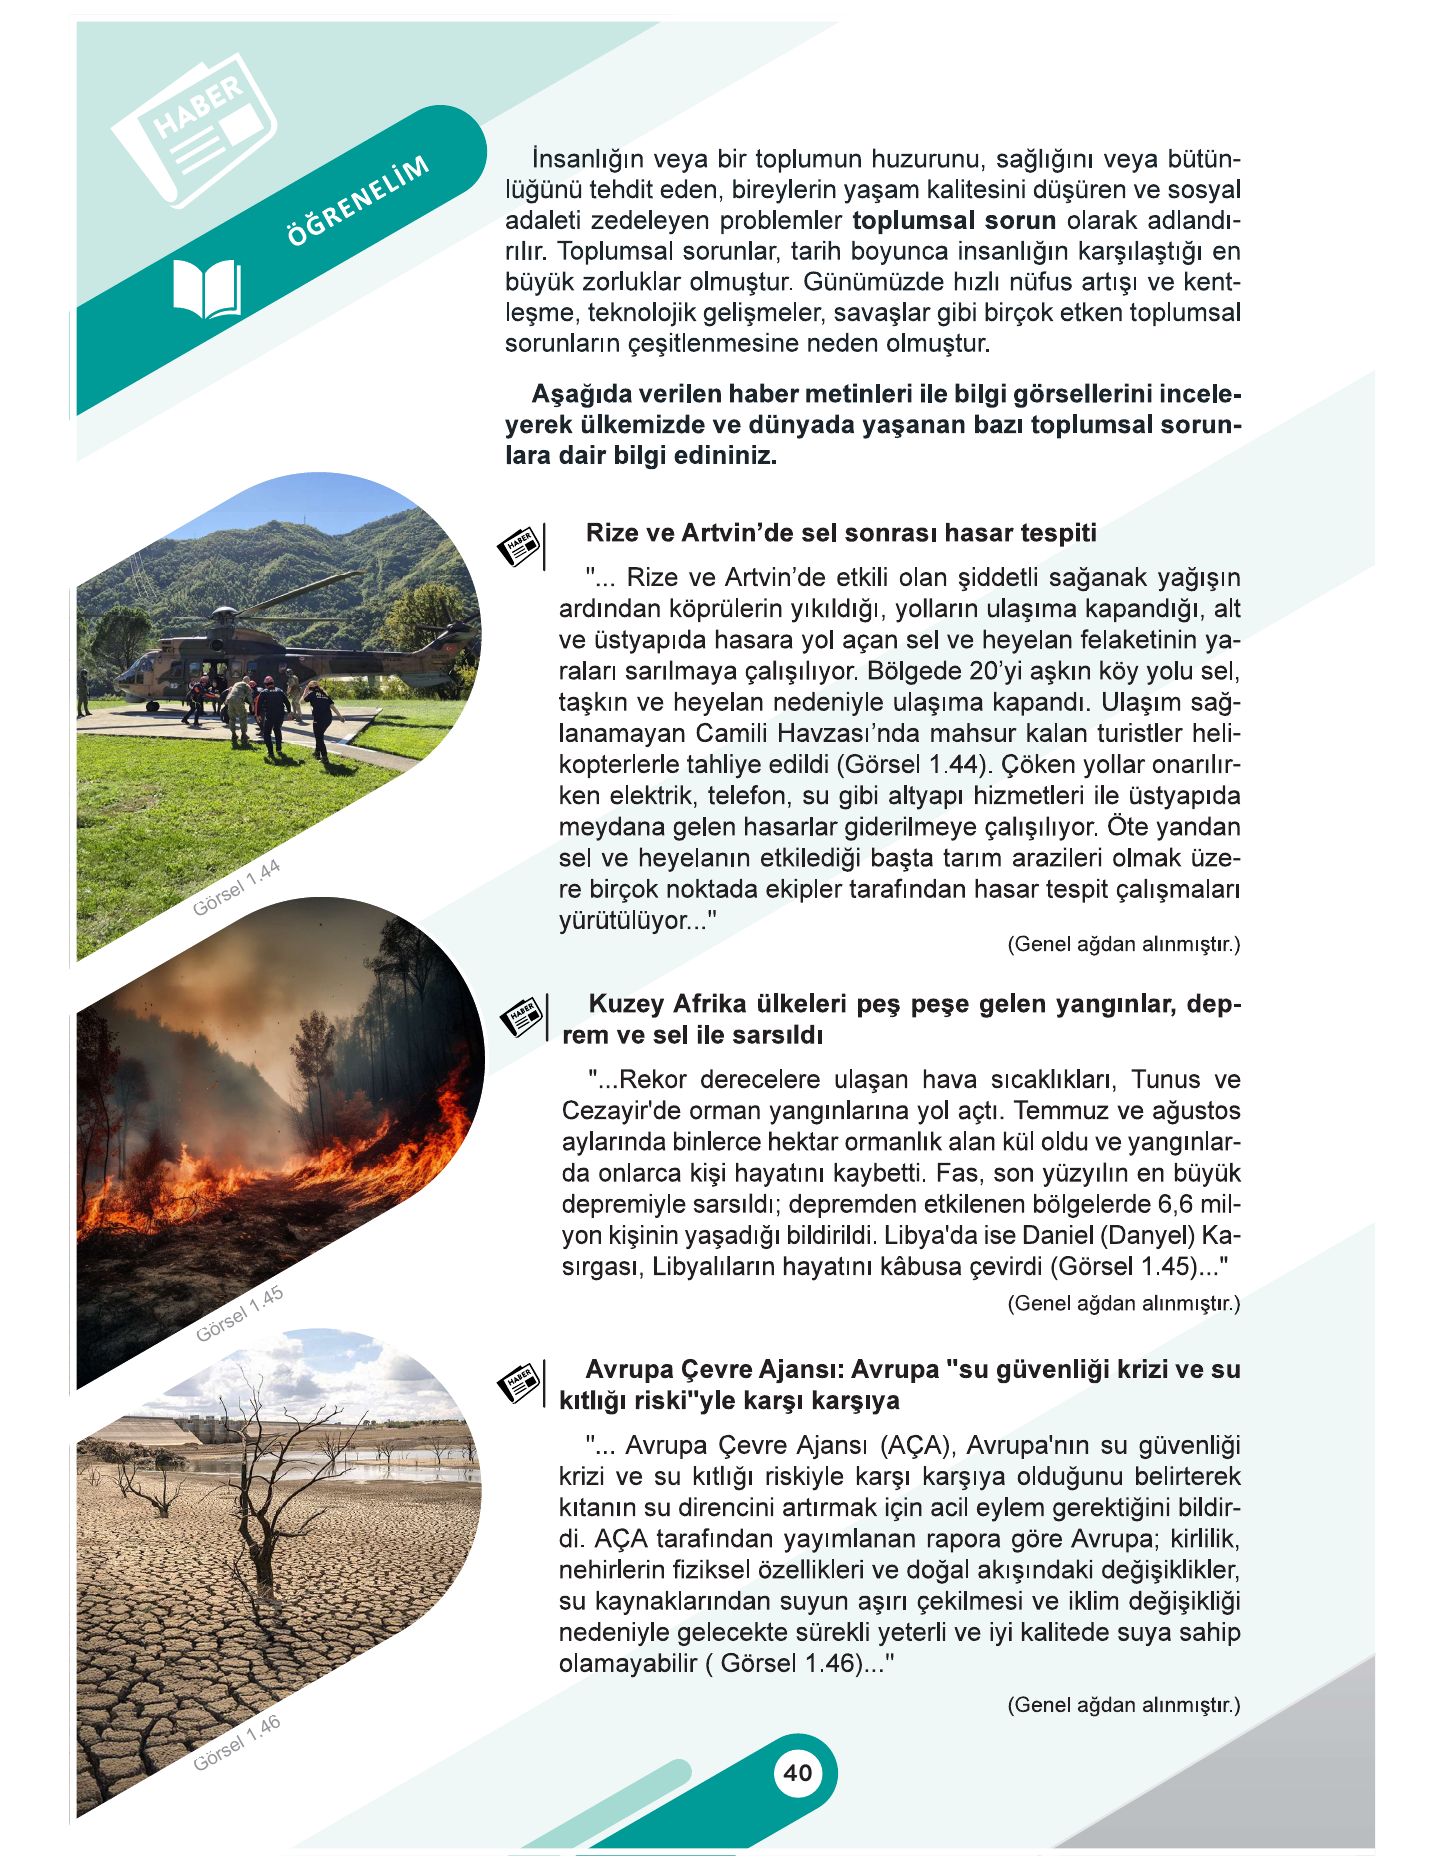 HABER
ÖĞRENELİM
İnsanlığın veya bir toplumun huzurunu, sağlığını veya bütün-
lüğünü tehdit eden, bireylerin yaşam kalitesini düşüren ve sosyal
adaleti zedeleyen problemler toplumsal sorun olarak adlandı-
rılır. Toplumsal sorunlar, tarih boyunca insanlığın karşılaştığı en
büyük zorluklar olmuştur. Günümüzde hızlı nüfus artışı ve kent-
leşme, teknolojik gelişmeler, savaşlar gibi birçok etken toplumsal
sorunların çeşitlenmesine neden olmuştur.
Aşağıda verilen haber metinleri ile bilgi görsellerini incele-
yerek ülkemizde ve dünyada yaşanan bazı toplumsal sorun-
lara dair bilgi edininiz.
HABER
Rize ve Artvin’de sel sonrası hasar tespiti
"... Rize ve Artvin’de etkili olan şiddetli sağanak yağışın
ardından köprülerin yıkıldığı, yolların ulaşıma kapandığı, alt
ve üstyapıda hasara yol açan sel ve heyelan felaketinin ya-
raları sarılmaya çalışılıyor. Bölgede 20’yi aşkın köy yolu sel,
taşkın ve heyelan nedeniyle ulaşıma kapandı. Ulaşım sağ-
lanamayan Camili Havzası’nda mahsur kalan turistler heli-
kopterlerle tahliye edildi (Görsel 1.44). Çöken yollar onarılır-
ken elektrik, telefon, su gibi altyapı hizmetleri ile üstyapıda
meydana gelen hasarlar giderilmeye çalışılıyor. Öte yandan
sel ve heyelanın etkilediği başta tarım arazileri olmak üze-
re birçok noktada ekipler tarafından hasar tespit çalışmaları
yürütülüyor..."
(Genel ağdan alınmıştır.)
Görsel 1.44
HABER
Kuzey Afrika ülkeleri peş peşe gelen yangınlar, dep-
rem ve sel ile sarsıldı
"...Rekor derecelere ulaşan hava sıcaklıkları, Tunus ve
Cezayir'de orman yangınlarına yol açtı. Temmuz ve ağustos
aylarında binlerce hektar ormanlık alan kül oldu ve yangınlar-
da onlarca kişi hayatını kaybetti. Fas, son yüzyılın en büyük
depremiyle sarsıldı; depremden etkilenen bölgelerde 6,6 mil-
yon kişinin yaşadığı bildirildi. Libya'da ise Daniel (Danyel) Ka-
sırgası, Libyalıların hayatını kâbusa çevirdi (Görsel 1.45)..."
(Genel ağdan alınmıştır.)
Görsel 1.45
HABER
Avrupa Çevre Ajansı: Avrupa "su güvenliği krizi ve su
kıtlığı riski"yle karşı karşıya
"... Avrupa Çevre Ajansı (AÇA), Avrupa'nın su güvenliği
krizi ve su kıtlığı riskiyle karşı karşıya olduğunu belirterek
kıtanın su direncini artırmak için acil eylem gerektiğini bildir-
di. AÇA tarafından yayımlanan rapora göre Avrupa; kirlilik,
nehirlerin fiziksel özellikleri ve doğal akışındaki değişiklikler,
su kaynaklarından suyun aşırı çekilmesi ve iklim değişikliği
nedeniyle gelecekte sürekli yeterli ve iyi kalitede suya sahip
olamayabilir ( Görsel 1.46)..."
(Genel ağdan alınmıştır.)
Görsel 1.46
40